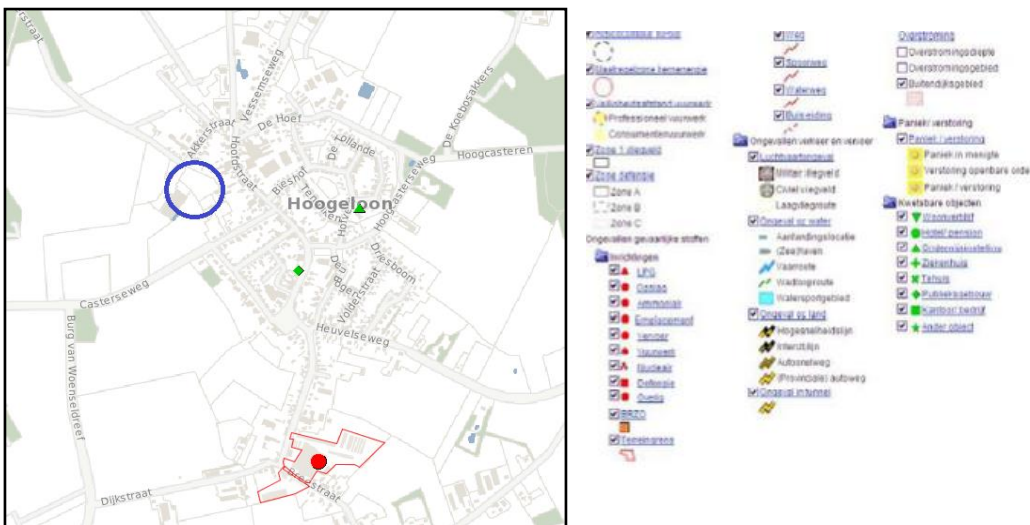 Akkerstraat
Vessemseweg
De Hoef
De Koebosakkers
Hoofdstraat
Hoogcasteren
Bleshof
Hoogeloon
Hoogcasterseweg
Driesboom
Casterseweg
Volderstraat
Heuvelseweg
Burg van Woenseldreef
Dijkstraat
Breestraat
Professioneel vuurwerk
Consumentenvuurwerk
Zone 1 vliegveld
Zone defensie
Zone A
Zone B
Zone C
Ongevallen gevaarlijke stoffen
Inrichtingen
LPG
Opslag
Ammoniak
Emplacement
Vervoer
Vuurwerk
Nucleair
Defensie
Overig
BRZO
Terreingrens
Weg
Spoorweg
Waterweg
Buisleiding
Ongevallen verkeer en vervoer
Luchtvaartongeval
Militair vliegveld
Civiel vliegveld
Laagvliegroute
Ongeval op water
Aanlandingslocatie
(Zee)haven
Vaarroute
Wadlooproute
Watersportgebied
Ongeval op land
Hogesnelheidslijn
Intercitylijn
Autosnelweg
(Provinciale) autoweg
Ongeval in tunnel
Overstroming
Overstromingsdiepte
Overstromingsgebied
Buitendijksgebied
Paniek / verstoring
Paniek / verstoring
Paniek in menigte
Verstoring openbare orde
Paniek / verstoring
Kwetsbare objecten
Woonverblijf
Hotel/ pension
Onderwijsinstelling
Ziekenhuis
Tehuis
Publieksgebouw
Kantoor/ bedrijf
Ander object